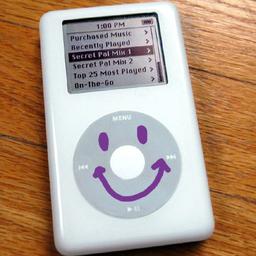 1:00 PM
Purchased Music >
Recently Played >
Secret Pal Mix 1 >
Secret Pal Mix 2 >
Top 25 Most Played >
On-The-Go
MENU